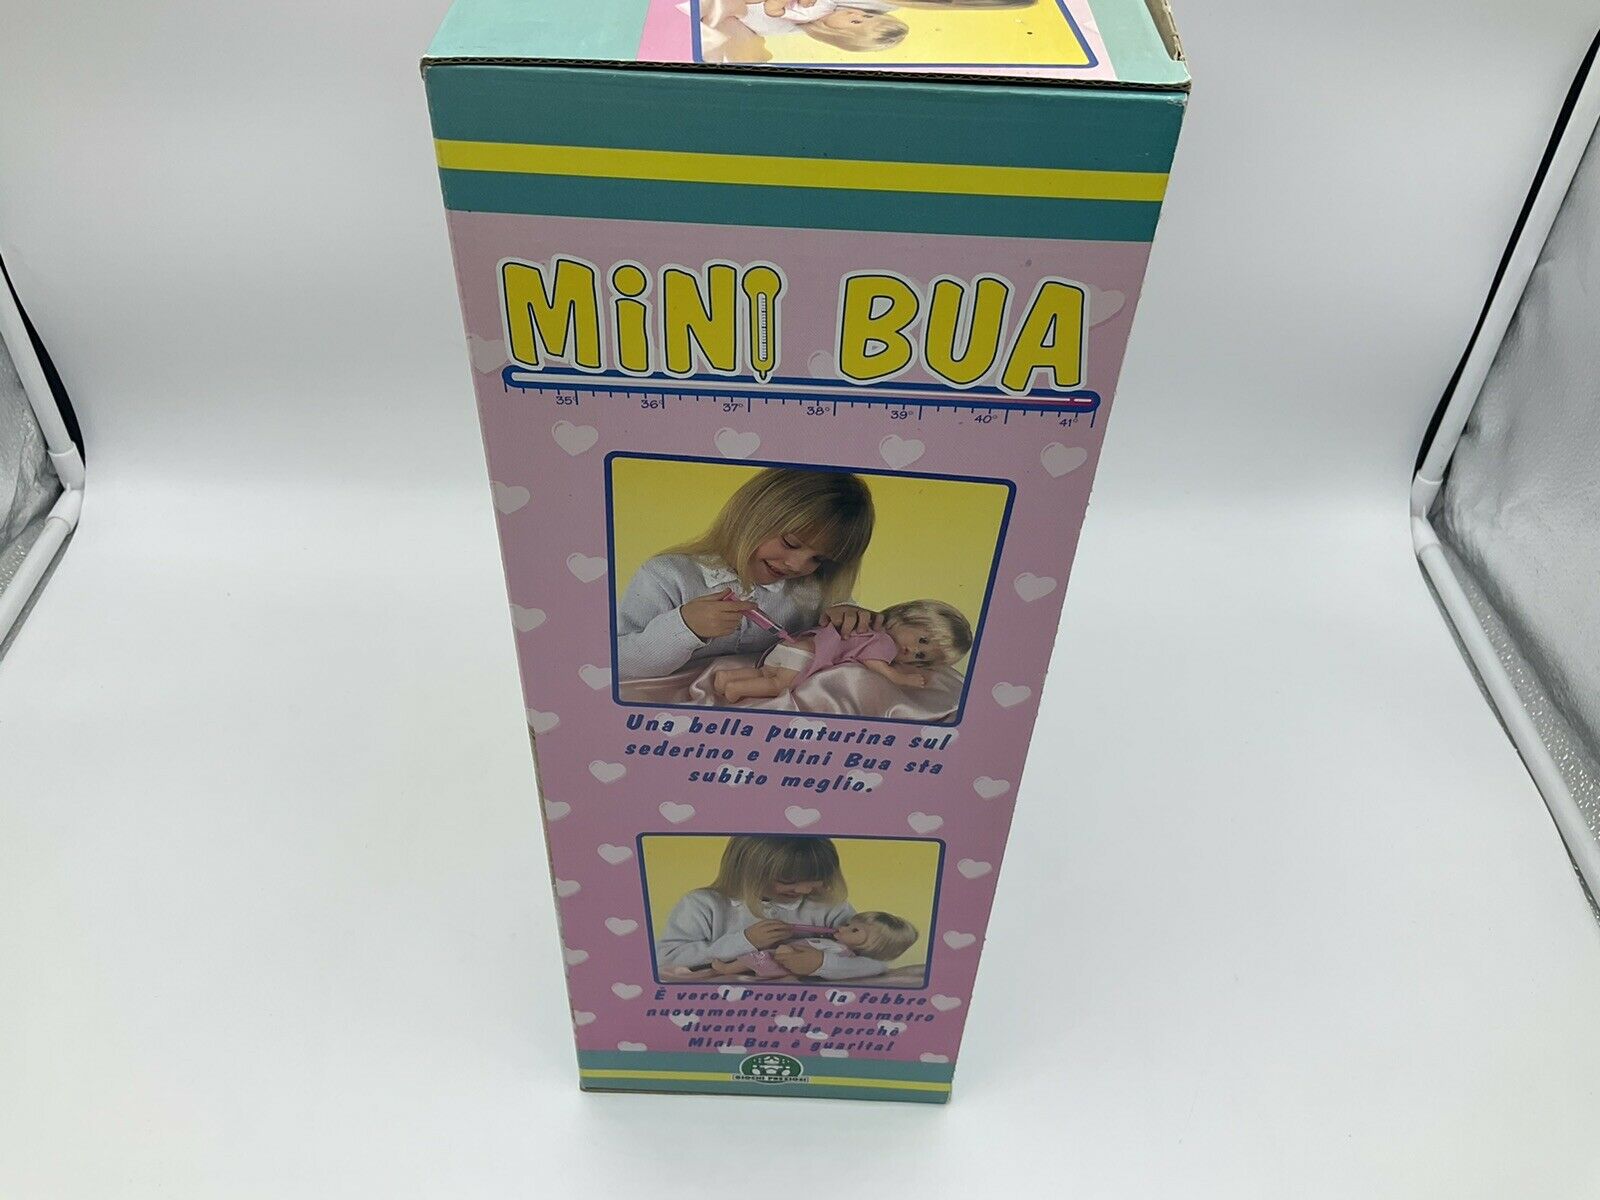 MiNi BUA
35° 36° 37° 38° 39° 40° 41°
Una bella punturina sul
sederino e Mini Bua sta
subito meglio.
È vero! Provale la febbre
nuovamente: il termometro
diventa verde perché
Mini Bua è guarita!
GIOCHI PREZIOSI